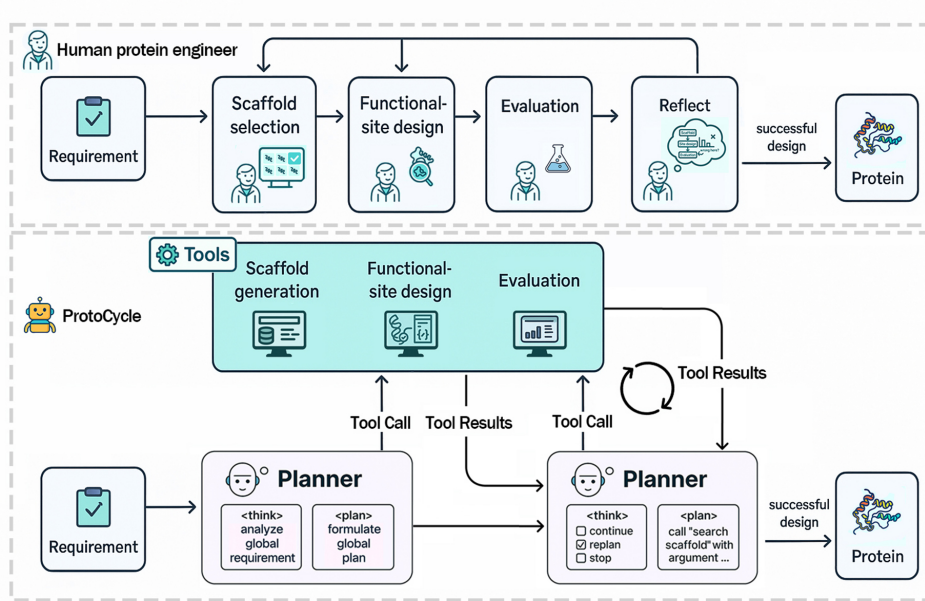 Human protein engineer
Requirement
Scaffold
selection
Functional-
site design
Evaluation
Reflect
successful
design
Protein
Tools
Scaffold
generation
Functional-
site design
Evaluation
ProtoCycle
Tool Call
Tool Results
Tool Call
Tool Results
Requirement
Planner
<think>
analyze
global
requirement
<plan>
formulate
global
plan
Planner
<think>
continue
replan
stop
<plan>
call "search
scaffold" with
argument ...
successful
design
Protein